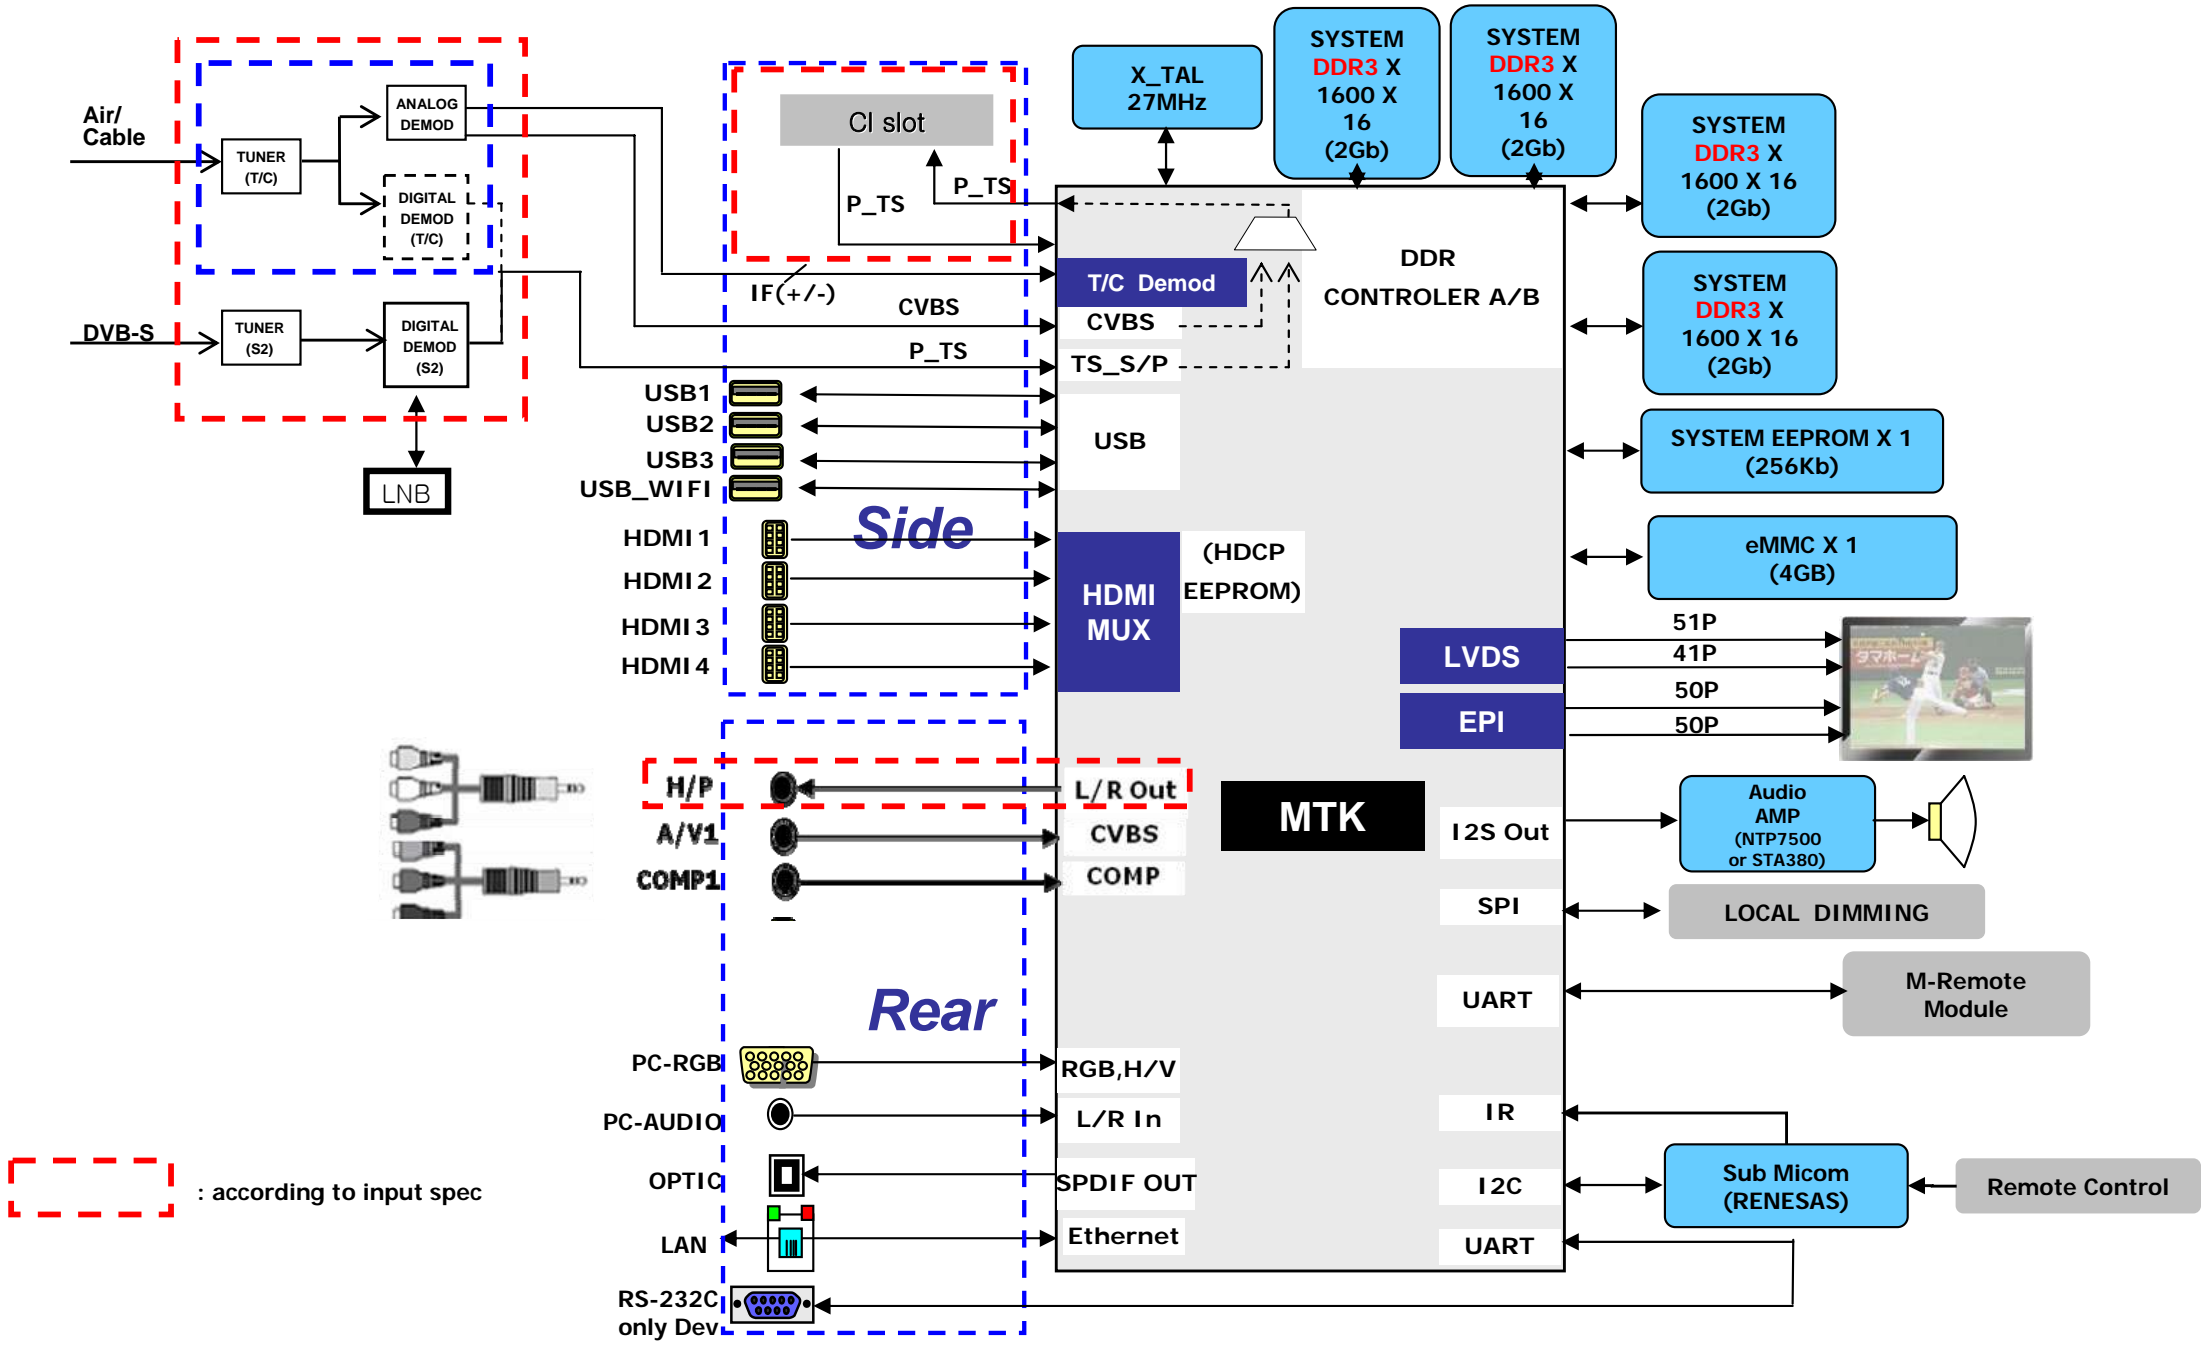 Air/
Cable
TUNER
(T/C)
ANALOG
DEMOD
DIGITAL
DEMOD
(T/C)
DVB-S
TUNER
(S2)
DIGITAL
DEMOD
(S2)
LNB
CI slot
P_TS
P_TS
IF(+/-)
CVBS
P_TS
USB1
USB2
USB3
USB_WIFI
HDMI1
HDMI2
HDMI3
HDMI4
Side
H/P
A/V1
COMP1
Rear
PC-RGB
PC-AUDIO
OPTIC
LAN
RS-232C
only Dev
: according to input spec
X_TAL
27MHz
SYSTEM
DDR3 X
1600 X
16
(2Gb)
SYSTEM
DDR3 X
1600 X
16
(2Gb)
SYSTEM
DDR3 X
1600 X 16
(2Gb)
SYSTEM
DDR3 X
1600 X 16
(2Gb)
SYSTEM EEPROM X 1
(256Kb)
eMMC X 1
(4GB)
T/C Demod
CVBS
TS_S/P
DDR
CONTROLER A/B
USB
HDMI
MUX
(HDCP
EEPROM)
LVDS
EPI
51P
41P
50P
50P
タマホーム
L/R Out
CVBS
COMP
MTK
I2S Out
Audio
AMP
(NTP7500
or STA380)
SPI
LOCAL DIMMING
UART
M-Remote
Module
RGB,H/V
L/R In
SPDIF OUT
Ethernet
IR
I2C
UART
Sub Micom
(RENESAS)
Remote Control